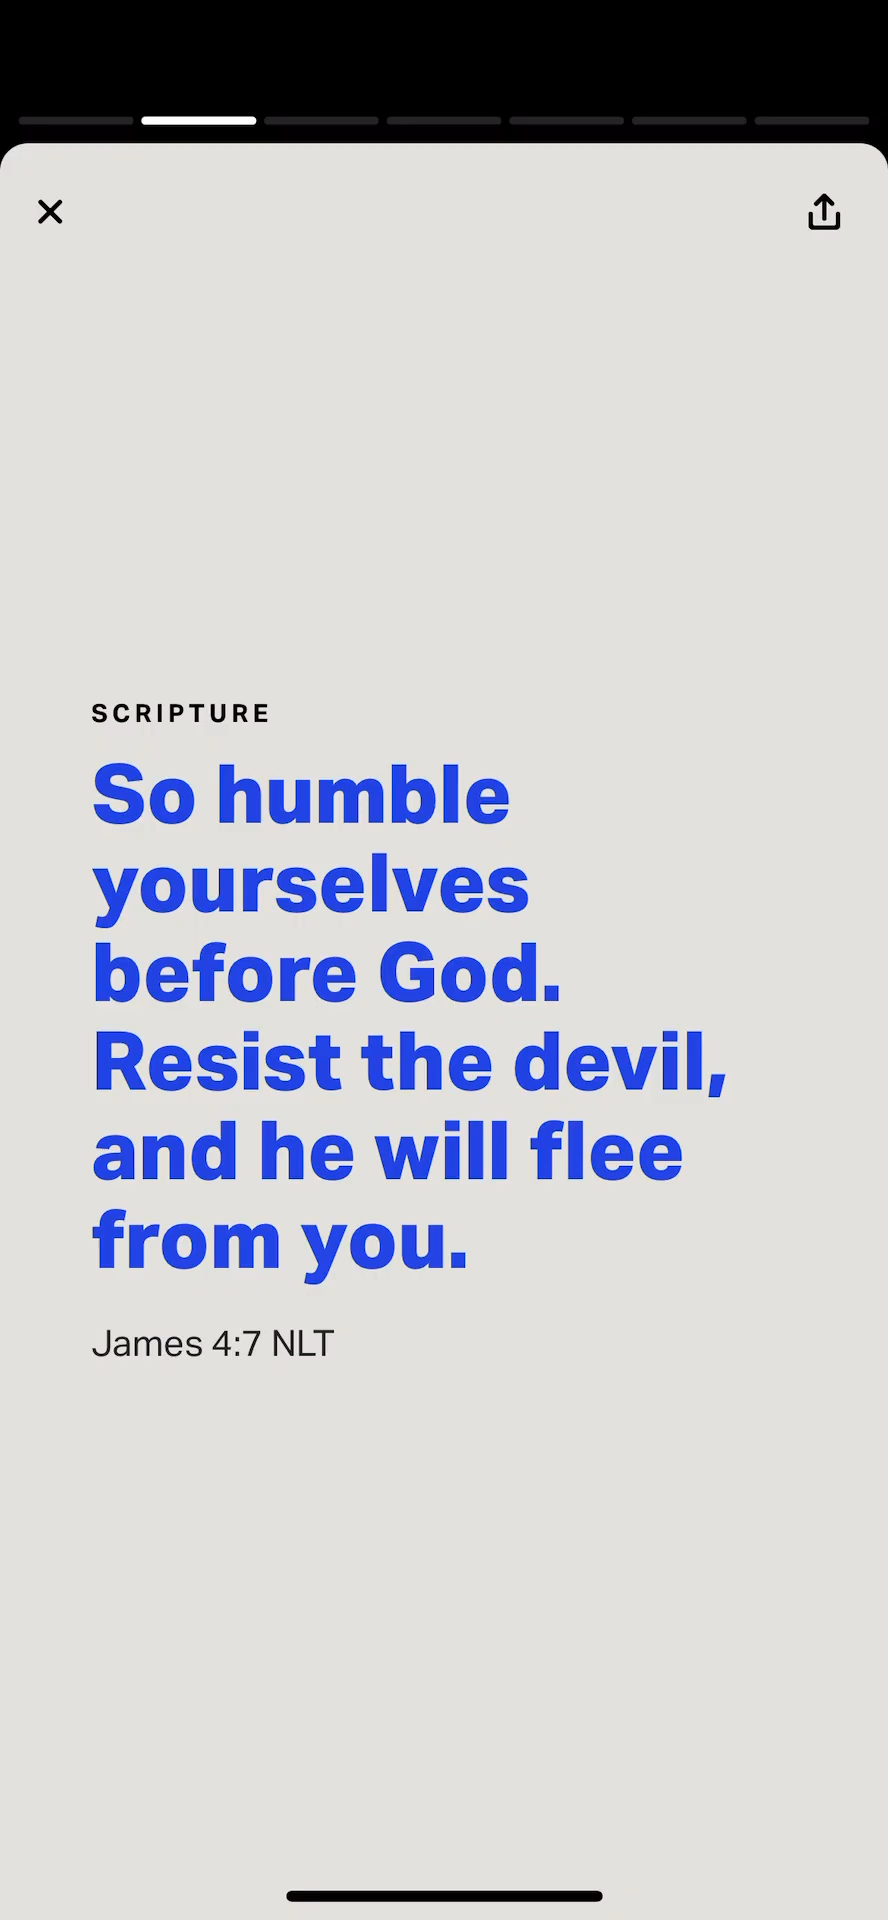 SCRIPTURE
So humble
yourselves
before God.
Resist the devil,
and he will flee
from you.
James 4:7 NLT